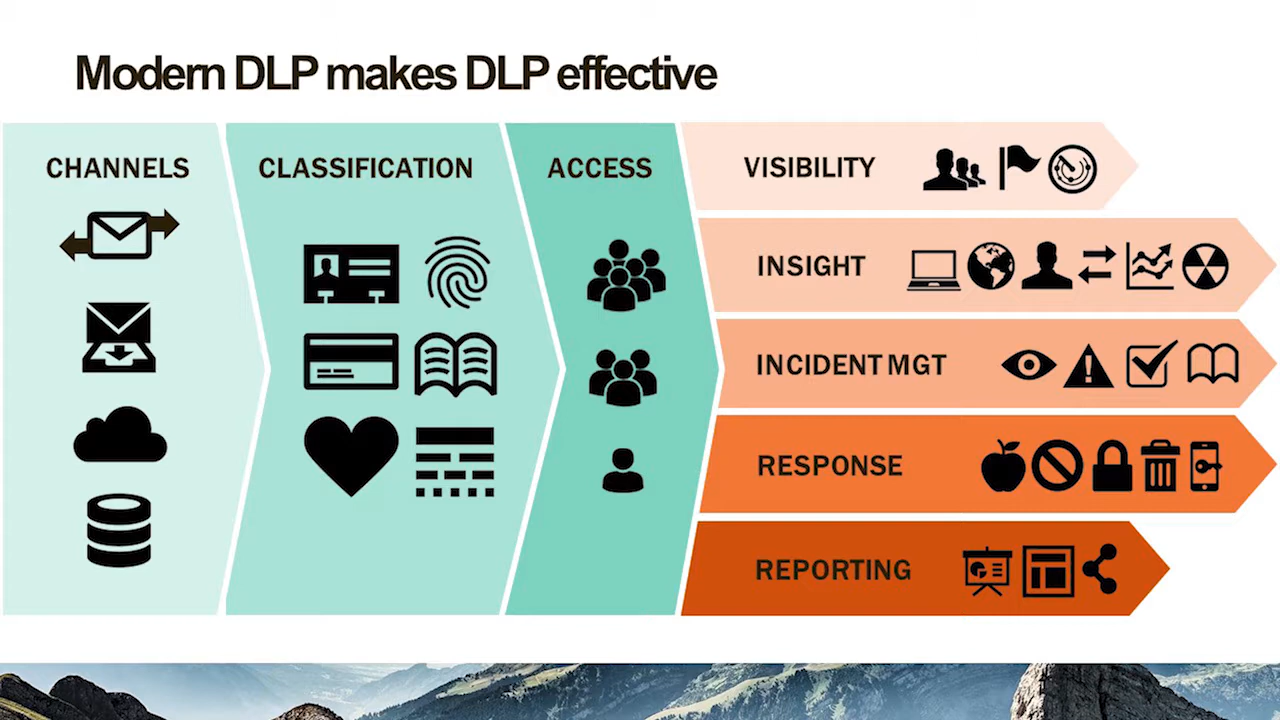 Modern DLP makes DLP effective
CHANNELS
CLASSIFICATION
ACCESS
VISIBILITY
INSIGHT
INCIDENT MGT
RESPONSE
REPORTING